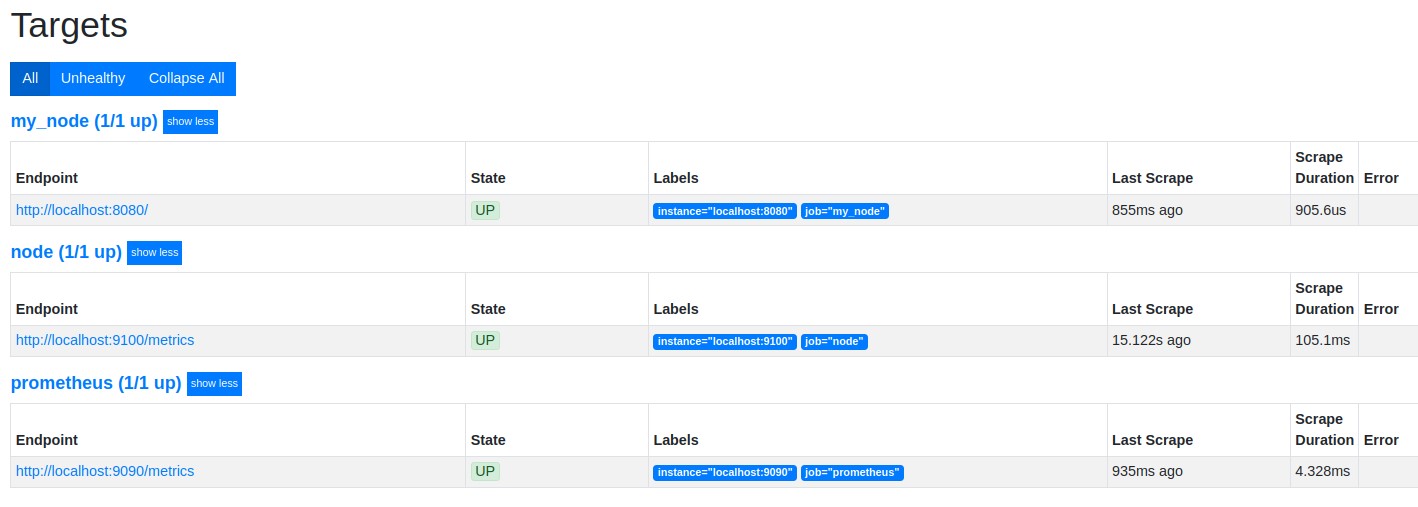 Targets
All Unhealthy Collapse All
my_node (1/1 up) show less
Endpoint State Labels Last Scrape Scrape Duration Error
http://localhost:8080/ UP instance="localhost:8080" job="my_node" 855ms ago 905.6us
node (1/1 up) show less
Endpoint State Labels Last Scrape Scrape Duration Error
http://localhost:9100/metrics UP instance="localhost:9100" job="node" 15.122s ago 105.1ms
prometheus (1/1 up) show less
Endpoint State Labels Last Scrape Scrape Duration Error
http://localhost:9090/metrics UP instance="localhost:9090" job="prometheus" 935ms ago 4.328ms